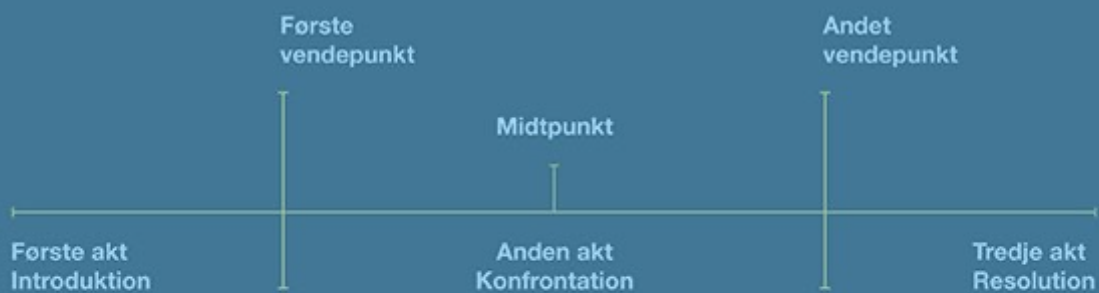 Første
vendepunkt
Andet
vendepunkt
Midtpunkt
Første akt
Introduktion
Anden akt
Konfrontation
Tredje akt
Resolution